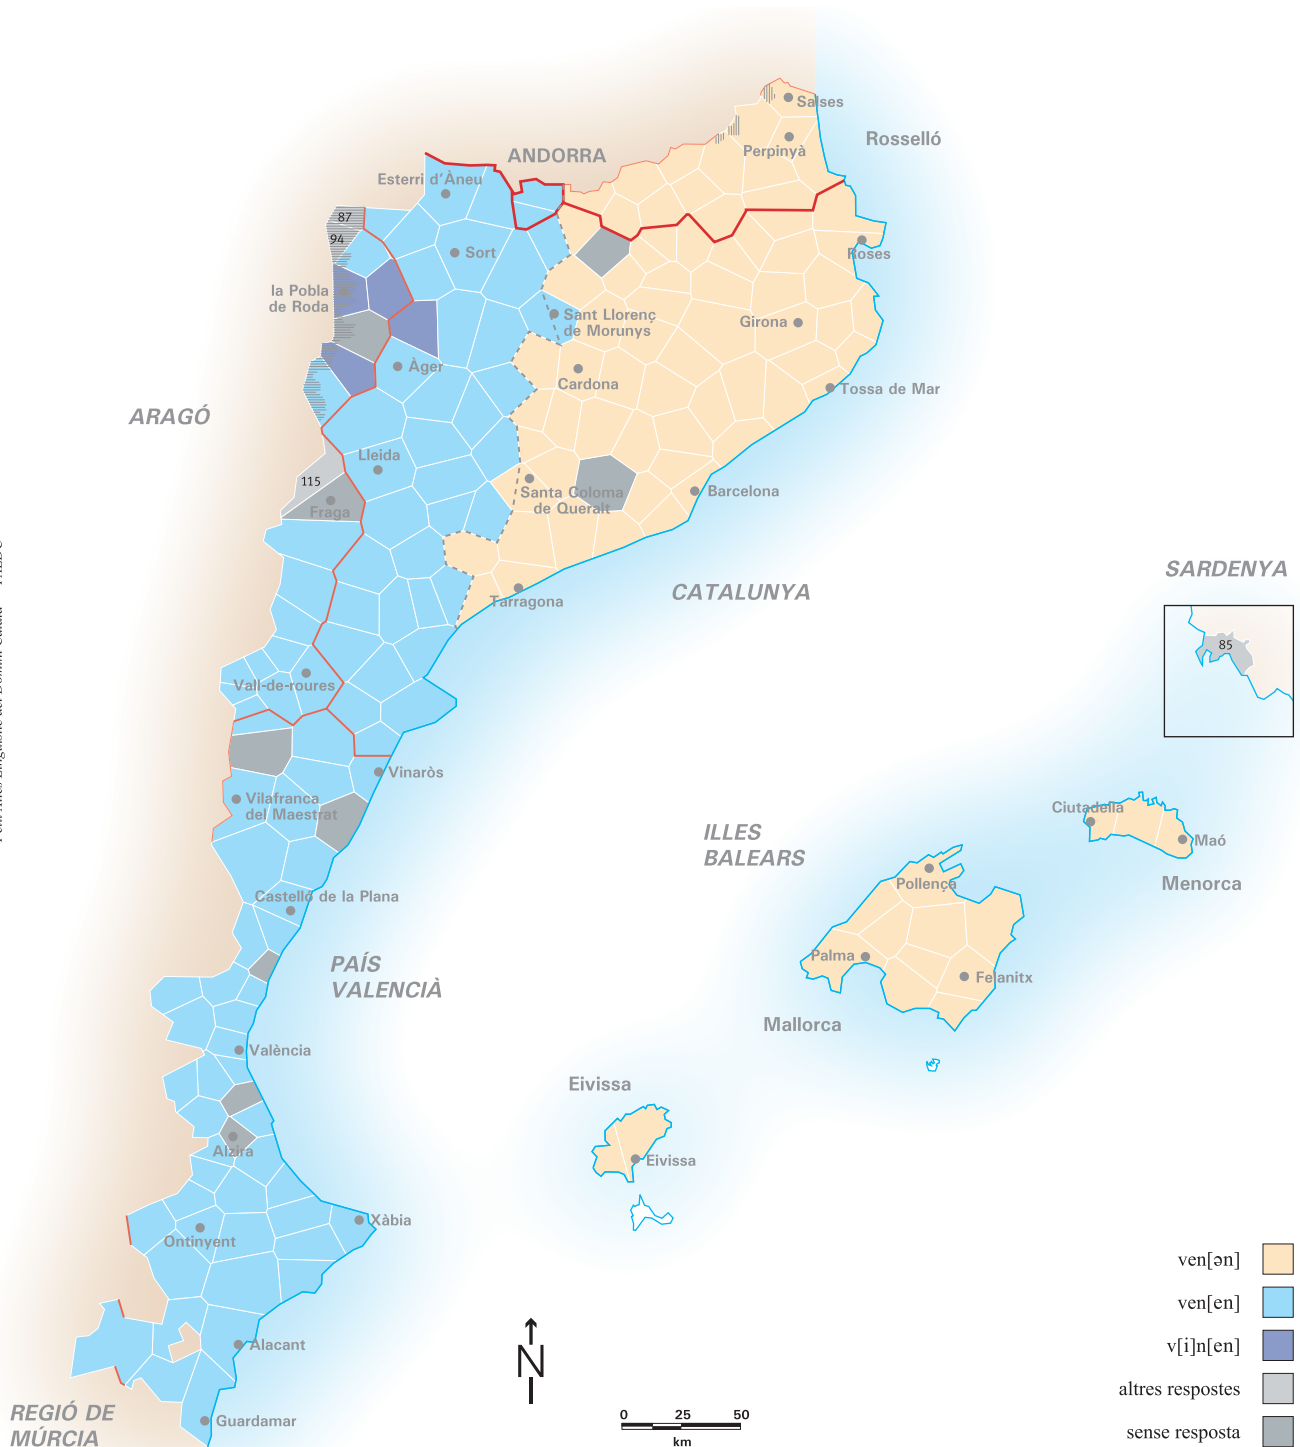 Salses
Rosselló
Perpinyà
ANDORRA
Esterri d'Àneu
87
94
Sort
Roses
la Pobla
de Roda
Sant Llorenç
de Morunys
Girona
Àger
Cardona
Tossa de Mar
ARAGÓ
Lleida
115
Fraga
Santa Coloma
de Queralt
Barcelona
SARDENYA
85
CATALUNYA
Tarragona
Vall-de-roures
Vinaròs
Vilafranca
del Maestrat
ILLES
BALEARS
Ciutadella
Maó
Menorca
Pollença
Castelló de la Plana
PAÍS
VALENCIÀ
Palma
Felanitx
Mallorca
València
Eivissa
Eivissa
Alzira
Xàbia
Ontinyent
Alacant
Guardamar
REGIÓ DE
MÚRCIA
N
0 25 50
km
ven[ən]
ven[en]
v[i]n[en]
altres respostes
sense resposta